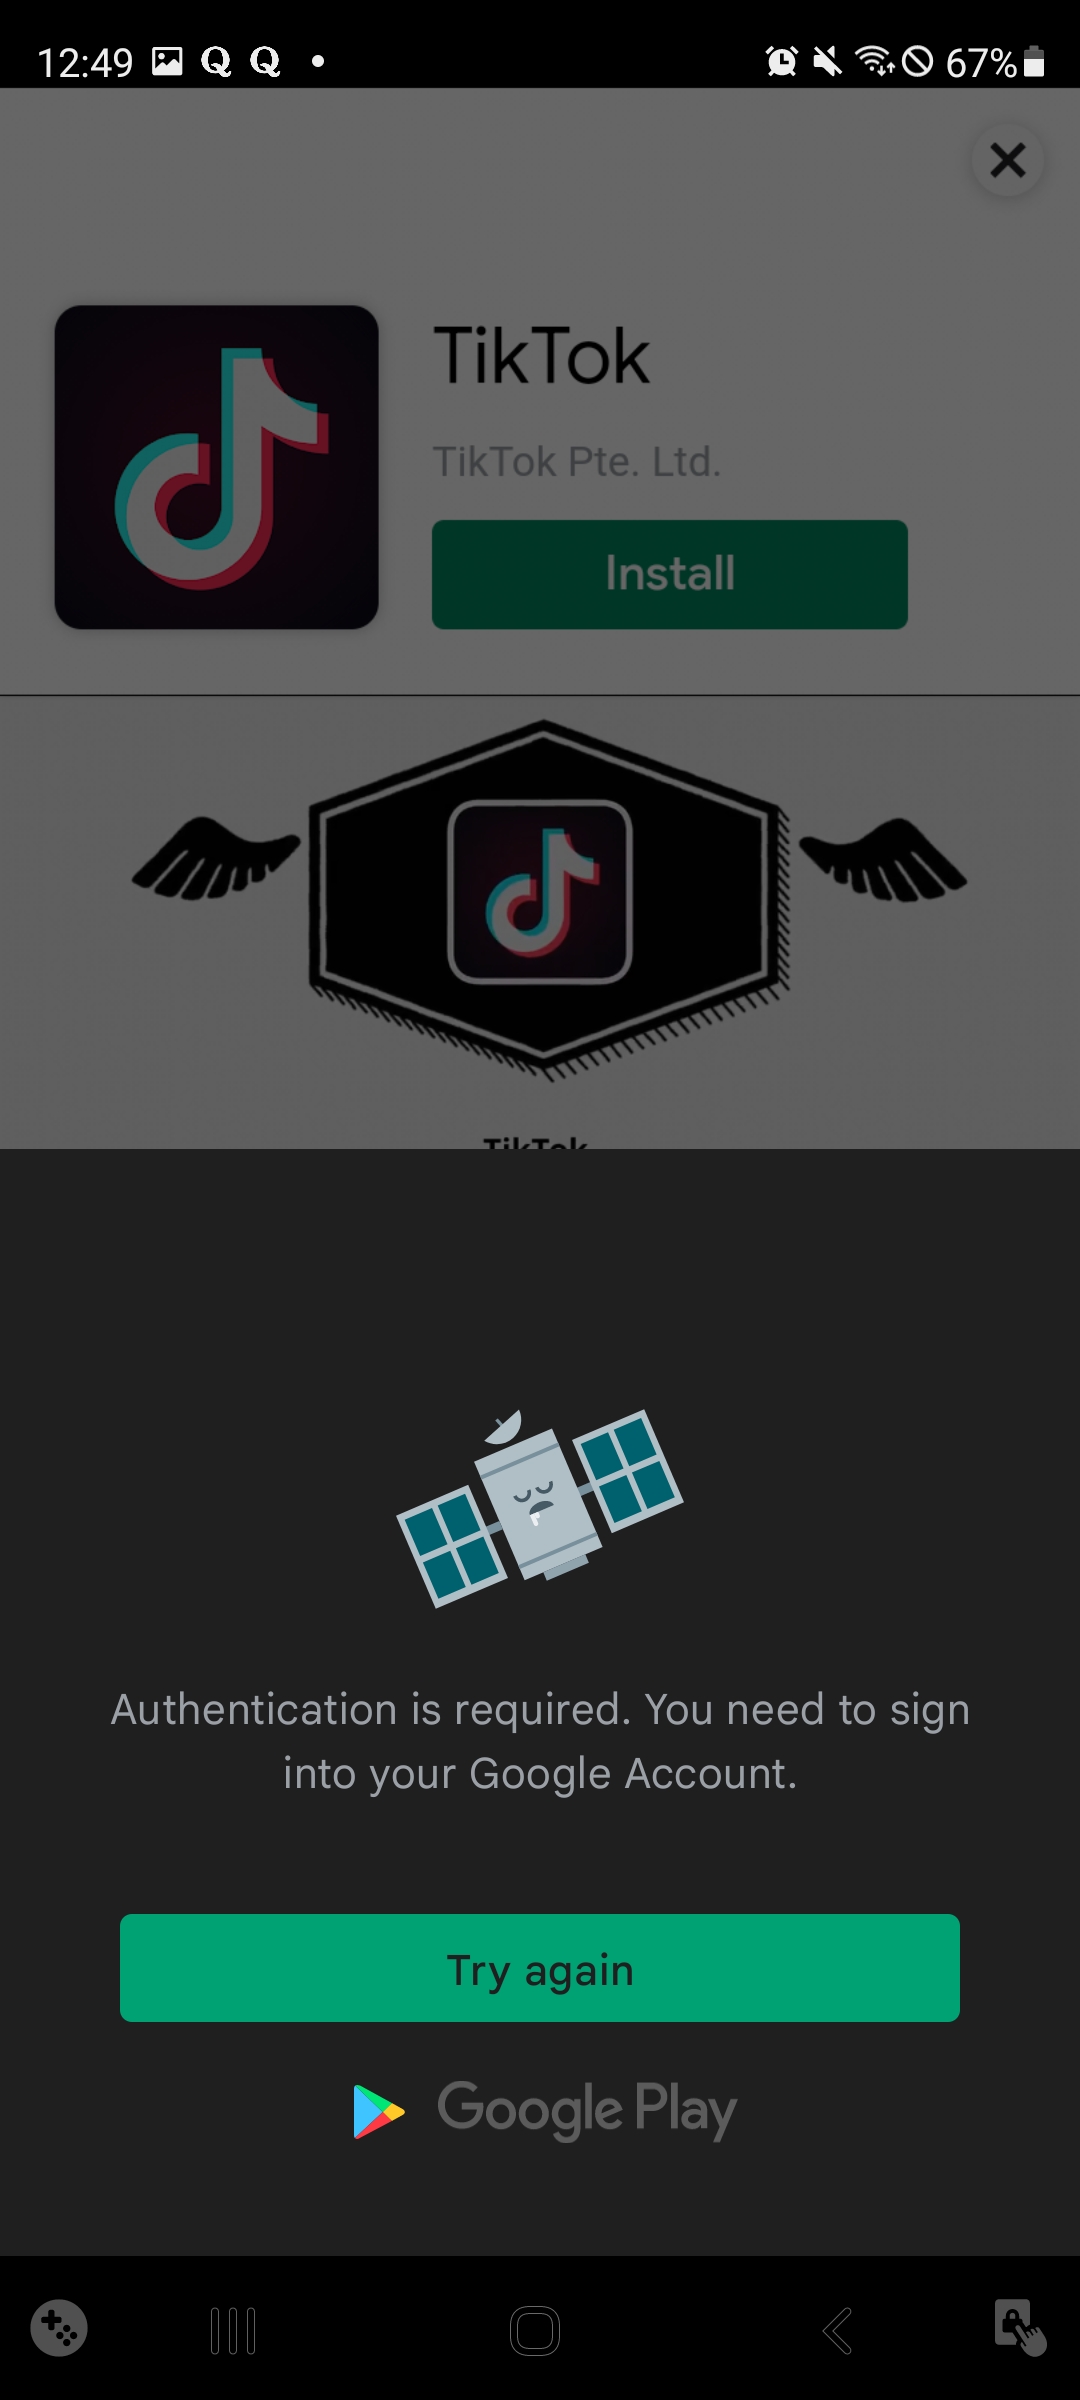 12:49
67%
TikTok
TikTok Pte. Ltd.
Install
TikTok
Authentication is required. You need to sign
into your Google Account.
Try again
Google Play